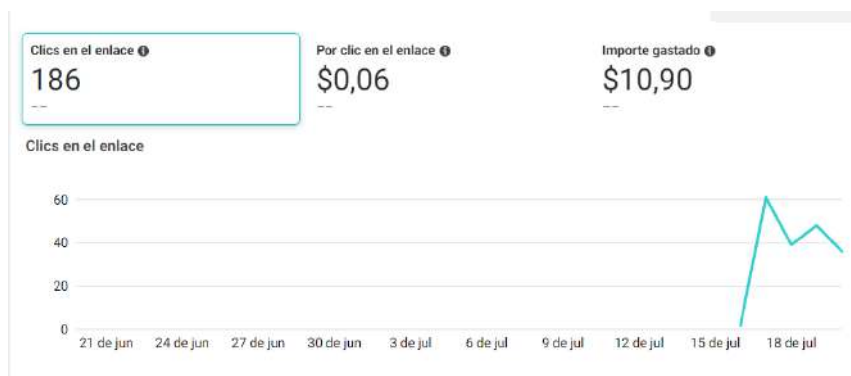 Clics en el enlace Por clic en el enlace Importe gastado
186 $0,06 $10,90
-- -- --
Clics en el enlace
60
40
20
0
21 de jun 24 de jun 27 de jun 30 de jun 3 de jul 6 de jul 9 de jul 12 de jul 15 de jul 18 de jul